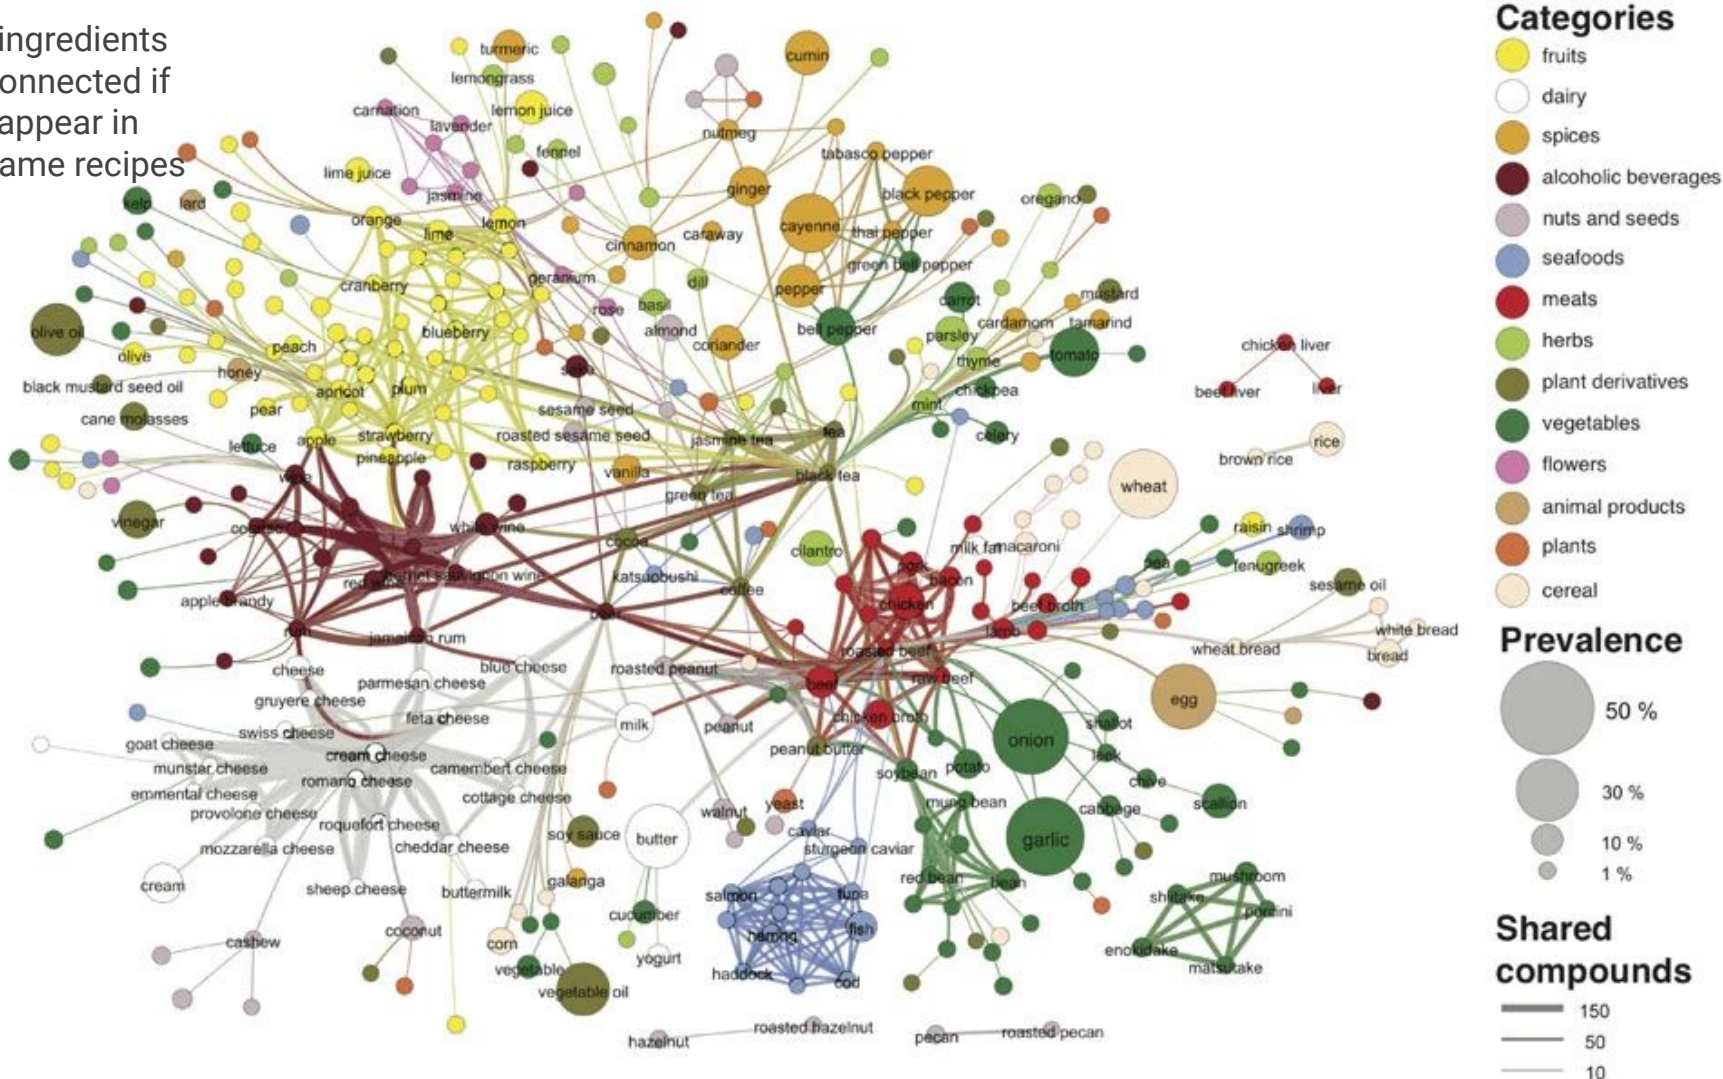 ingredients
onnected if
appear in
ame recipes
turmeric
lemongrass
cumin
carnation
lemon juice
lavender
nutmeg
fennel
tabasco pepper
lime juice
jasmine
ginger
black pepper
oregano
kelp
lard
orange
lime
lemon
cayenne
thai pepper
cinnamon
caraway
green bell pepper
cranberry
geranium
dill
pepper
carrot
mustard
rose
basil
olive oil
blueberry
almond
bell pepper
parsley
cardamom
tamarind
peach
coriander
olive
thyme
tomato
chicken liver
honey
sake
black mustard seed oil
apricot
plum
chickpea
beef liver
liver
cane molasses
pear
sesame seed
mint
lettuce
apple
strawberry
roasted sesame seed
jasmine tea
tea
celery
rice
pineapple
raspberry
vanilla
black tea
brown rice
wine
green tea
wheat
vinegar
cognac
white wine
cocoa
cilantro
milk fat
macaroni
raisin
shrimp
red wine
cabernet sauvignon wine
katsuobushi
coffee
pork
bacon
pea
fenugreek
sesame oil
apple brandy
beer
chicken
beef broth
rum
jamaican rum
lamb
white bread
cheese
blue cheese
roasted peanut
roasted beef
wheat bread
bread
parmesan cheese
beef
raw beef
gruyere cheese
egg
feta cheese
milk
peanut
chicken broth
shallot
swiss cheese
goat cheese
onion
cream cheese
peanut butter
leek
munster cheese
camembert cheese
soybean
potato
romano cheese
chive
emmental cheese
cottage cheese
mung bean
cabbage
scallion
provolone cheese
walnut
yeast
roquefort cheese
soy sauce
butter
caviar
garlic
mozzarella cheese
cheddar cheese
sturgeon caviar
cream
sheep cheese
buttermilk
galanga
salmon
tuna
red bean
bean
mushroom
shiitake
porcini
cucumber
coconut
cashew
corn
herring
fish
enokidake
yogurt
vegetable
haddock
cod
matsutake
vegetable oil
hazelnut
roasted hazelnut
pecan
roasted pecan
Categories
fruits
dairy
spices
alcoholic beverages
nuts and seeds
seafoods
meats
herbs
plant derivatives
vegetables
flowers
animal products
plants
cereal
Prevalence
50 %
30 %
10 %
1 %
Shared
compounds
150
50
10